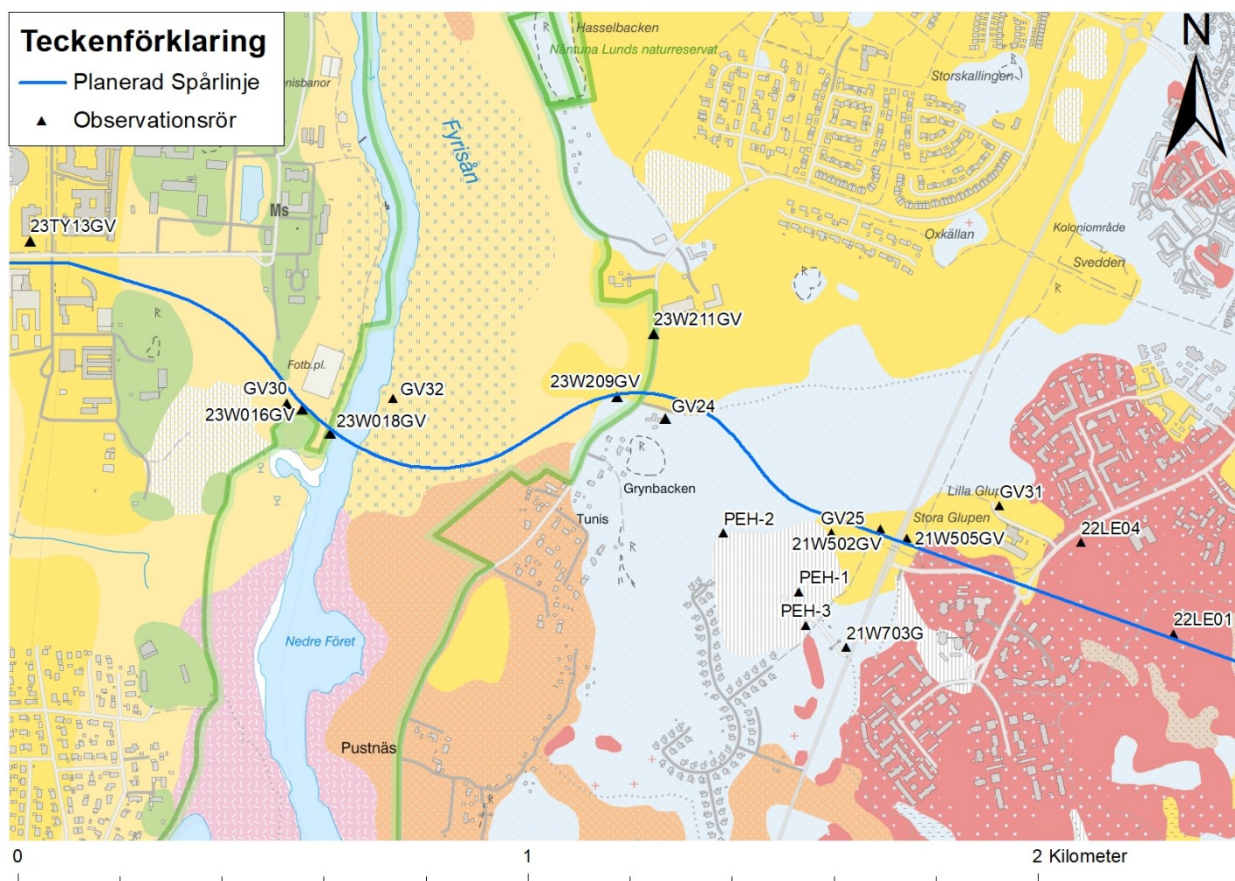 Teckenförklaring
Planerad Spårlinje
Observationsrör
N
Hasselbacken
Nåntuna Lunds naturreservat
Storskallingen
nnisbanor
Fyrisån
Ms
23TY13GV
R
Oxkällan
Koloniområde
Svedden
R
R
R
23W211GV
Fotb.pl.
GV30
GV32
23W209GV
23W016GV
23W018GV
GV24
R
Grynbacken
Lilla Glup
GV31
Tunis
PEH-2
GV25
Stora Glupen
21W502GV
21W505GV
22LE04
PEH-1
PEH-3
21W703G
22LE01
Nedre Föret
Pustnäs
R
0
1
2 Kilometer